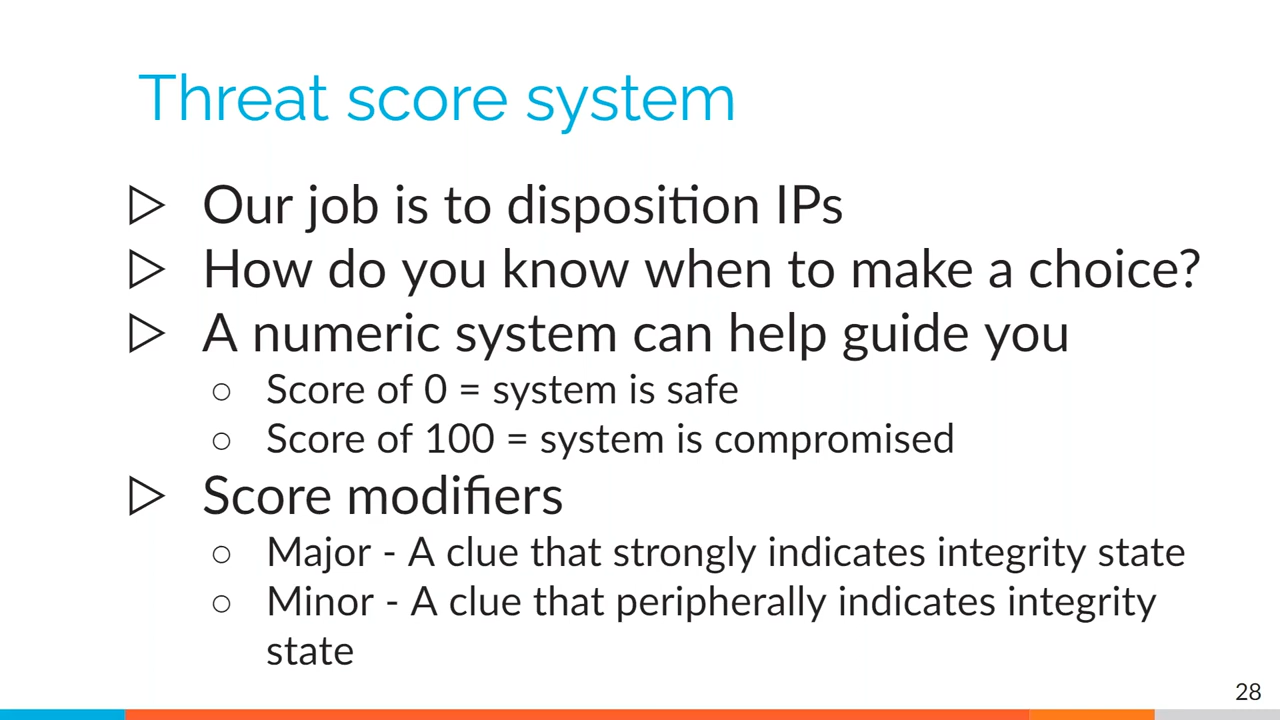 Threat score system
▷ Our job is to disposition IPs
▷ How do you know when to make a choice?
▷ A numeric system can help guide you
○ Score of 0 = system is safe
○ Score of 100 = system is compromised
▷ Score modifiers
○ Major - A clue that strongly indicates integrity state
○ Minor - A clue that peripherally indicates integrity
state
28